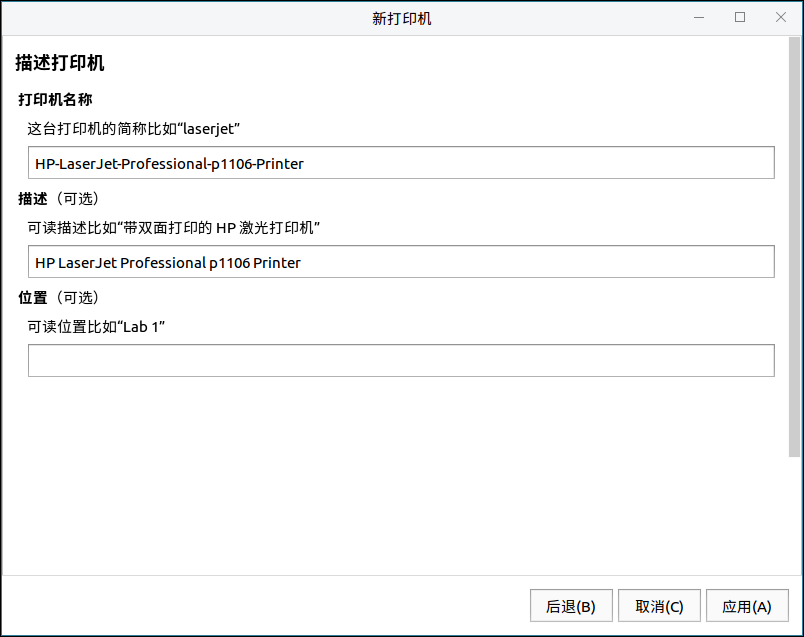 新打印机
描述打印机
打印机名称
这台打印机的简称比如“laserjet”
HP-LaserJet-Professional-p1106-Printer
描述（可选）
可读描述比如“带双面打印的 HP 激光打印机”
HP LaserJet Professional p1106 Printer
位置（可选）
可读位置比如“Lab 1”
后退(B) 取消(C) 应用(A)